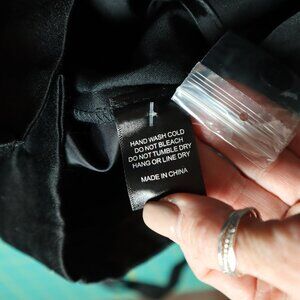 HAND WASH COLD
DO NOT BLEACH
DO NOT TUMBLE DRY
HANG OR LINE DRY
MADE IN CHINA